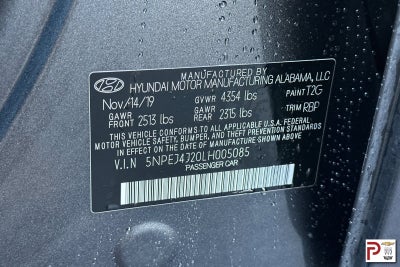 MANUFACTURED BY
HYUNDAI MOTOR MANUFACTURING ALABAMA, LLC
Nov/14/19 GVWR 4354 lbs PAINT T2G
GAWR FRONT 2513 lbs GAWR REAR 2315 lbs TRIM RBP
THIS VEHICLE CONFORMS TO ALL APPLICABLE U.S.A. FEDERAL
MOTOR VEHICLE SAFETY, BUMPER, AND THEFT PREVENTION STANDARDS
IN EFFECT ON THE DATE OF MANUFACTURE SHOWN ABOVE.
V.I.N 5NPEJ4J20LH005085
PASSENGER CAR
P